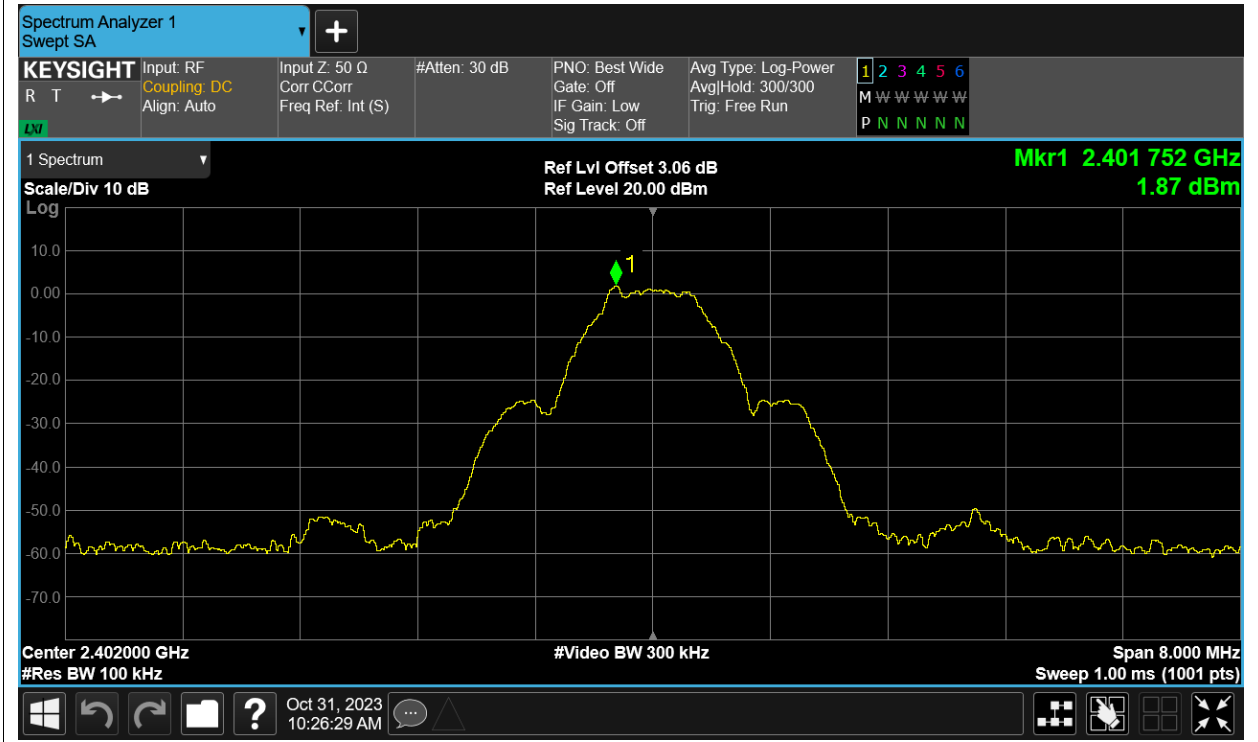 Spectrum Analyzer 1
Swept SA
KEYSIGHT
R T
LXI
Input: RF
Coupling: DC
Align: Auto
Input Z: 50 Ω
Corr CCorr
Freq Ref: Int (S)
#Atten: 30 dB
PNO: Best Wide
Gate: Off
IF Gain: Low
Sig Track: Off
Avg Type: Log-Power
Avg|Hold: 300/300
Trig: Free Run
1 2 3 4 5 6
M W W W W W
P N N N N N
1 Spectrum
Scale/Div 10 dB
Log
Ref Lvl Offset 3.06 dB
Ref Level 20.00 dBm
Mkr1 2.401 752 GHz
1.87 dBm
10.0
0.00
-10.0
-20.0
-30.0
-40.0
-50.0
-60.0
-70.0
1
Center 2.402000 GHz
#Res BW 100 kHz
#Video BW 300 kHz
Span 8.000 MHz
Sweep 1.00 ms (1001 pts)
?
Oct 31, 2023
10:26:29 AM